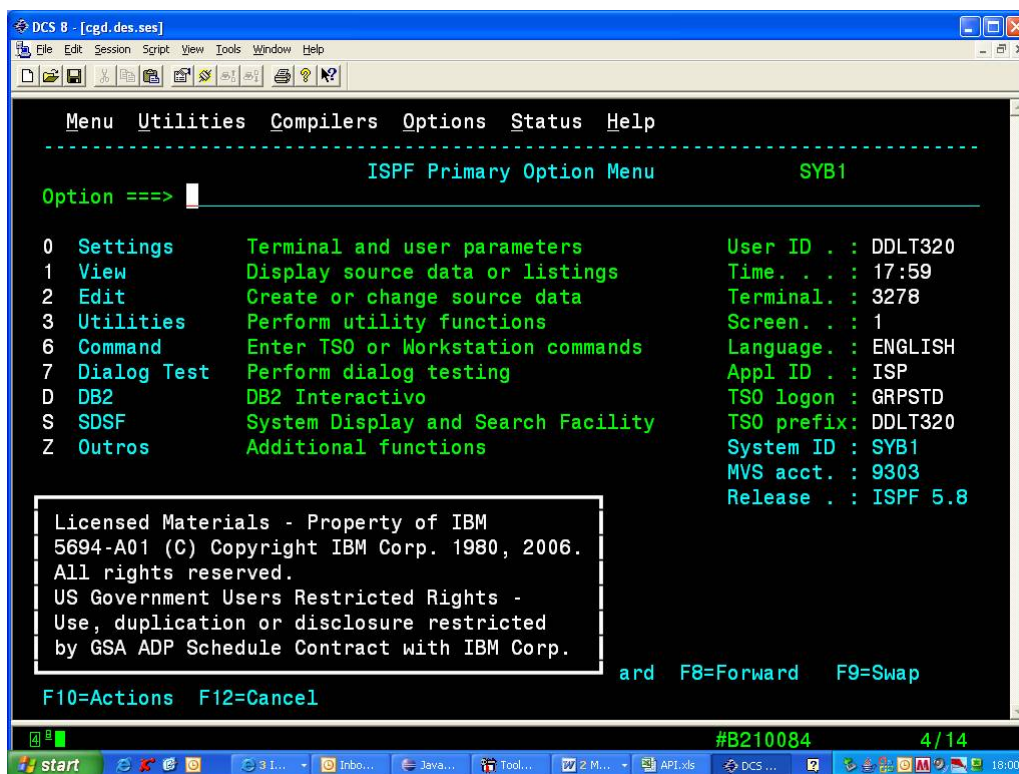 DCS 8 - [cgd.des.ses]
File Edit Session Script View Tools Window Help
Menu Utilities Compilers Options Status Help
ISPF Primary Option Menu SYB1
Option ===>
0 Settings Terminal and user parameters User ID . : DDLT320
1 View Display source data or listings Time. . . : 17:59
2 Edit Create or change source data Terminal. : 3278
3 Utilities Perform utility functions Screen. . : 1
6 Command Enter TSO or Workstation commands Language. : ENGLISH
7 Dialog Test Perform dialog testing Appl ID . : ISP
D DB2 DB2 Interactivo TSO logon : GRPSTD
S SDSF System Display and Search Facility TSO prefix: DDLT320
Z Outros Additional functions System ID : SYB1
MVS acct. : 9303
Release . : ISPF 5.8
Licensed Materials - Property of IBM
5694-A01 (C) Copyright IBM Corp. 1980, 2006.
All rights reserved.
US Government Users Restricted Rights -
Use, duplication or disclosure restricted
by GSA ADP Schedule Contract with IBM Corp.
ard F8=Forward F9=Swap
F10=Actions F12=Cancel
#B210084 4/14
start 3 I... Inbo... Java... Tool... 2 M... API.xls DCS ... 18:00